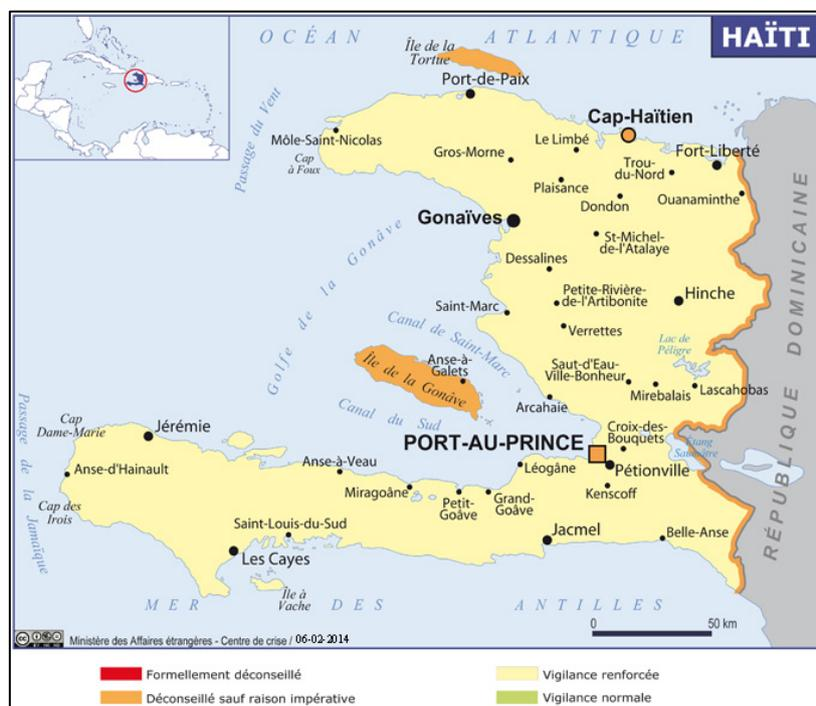 HAÏTI
OCÉAN ATLANTIQUE
Île de la
Tortue
Port-de-Paix
Passage du Vent
Môle-Saint-Nicolas
Cap
à Foux
Cap-Haïtien
Le Limbé
Gros-Morne
Fort-Liberté
Trou-
du-Nord
Plaisance
Dondon
Ouanaminthe
Gonaïves
St-Michel-
de-l'Atalaye
Dessalines
Golfe de la Gonâve
Petite-Rivière-
de-l'Artibonite
Hinche
Saint-Marc
Canal de Saint-Marc
Verrettes
Lac de
Péligre
Île de la Gonâve
Anse-à-
Galets
Saut-d'Eau-
Ville-Bonheur
Mirebalais
Lascahobas
Arcahaie
Canal du Sud
RÉPUBLIQUE DOMINICAINE
Passage de la Jamaïque
Cap
Dame-Marie
Jérémie
PORT-AU-PRINCE
Croix-des-
Bouquets
Étang
Saumâtre
Anse-d'Hainault
Anse-à-Veau
Léogâne
Pétionville
Miragoâne
Petit-
Goâve
Grand-
Goâve
Kenscoff
Cap des
Irois
Saint-Louis-du-Sud
Jacmel
Belle-Anse
Les Cayes
Île à
Vache
MER DES ANTILLES
0 50 km
Ministère des Affaires étrangères - Centre de crise / 06-02-2014
Formellement déconseillé
Vigilance renforcée
Déconseillé sauf raison impérative
Vigilance normale